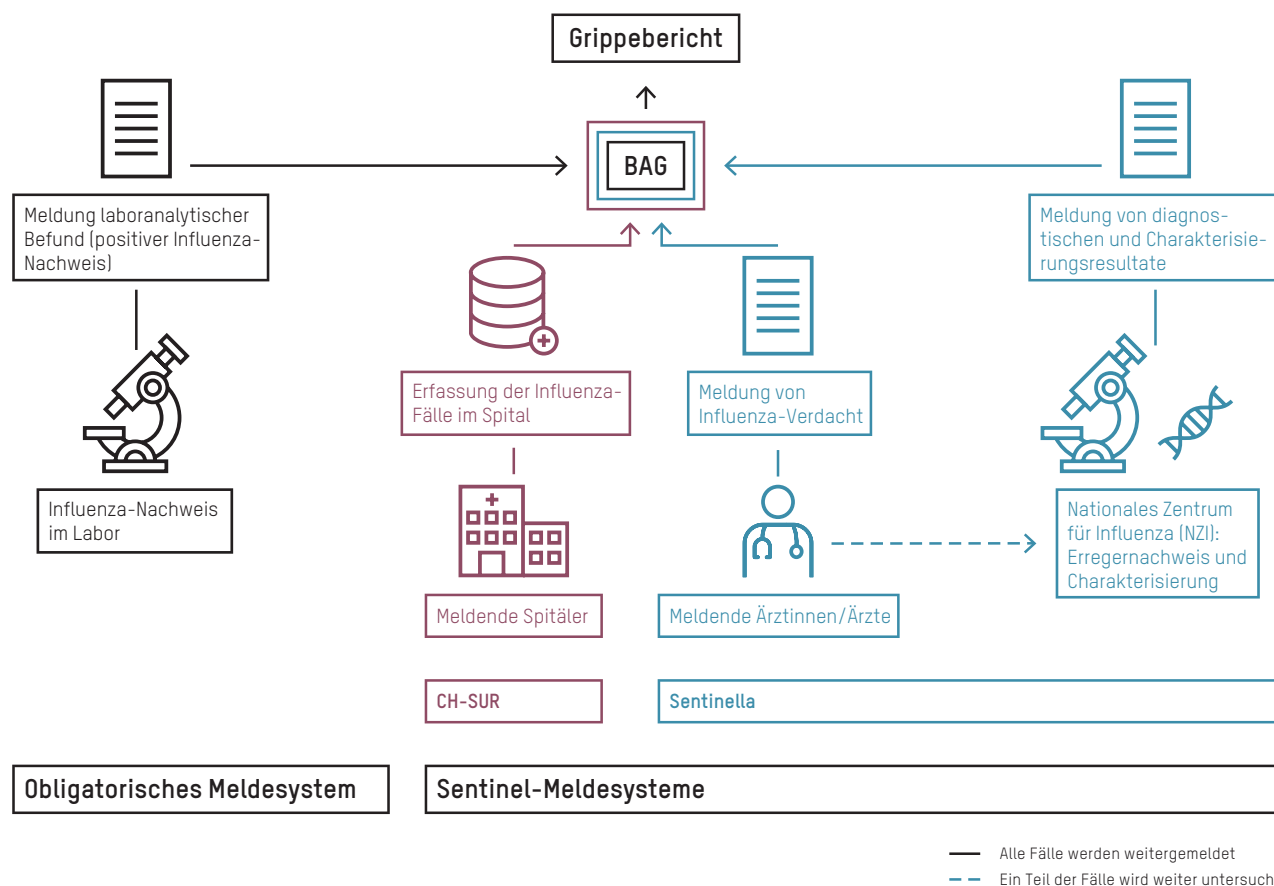 Grippebericht
BAG
Meldung laboranalytischer
Befund (positiver Influenza-
Nachweis)
Meldung von diagnos-
tischen und Charakterisie-
rungsresultate
Erfassung der Influenza-
Fälle im Spital
Meldung von
Influenza-Verdacht
Influenza-Nachweis
im Labor
Nationales Zentrum
für Influenza (NZI):
Erregernachweis und
Charakterisierung
Meldende Spitäler
Meldende Ärztinnen/Ärzte
CH-SUR
Sentinella
Obligatorisches Meldesystem
Sentinel-Meldesysteme
Alle Fälle werden weitergemeldet
Ein Teil der Fälle wird weiter untersuch